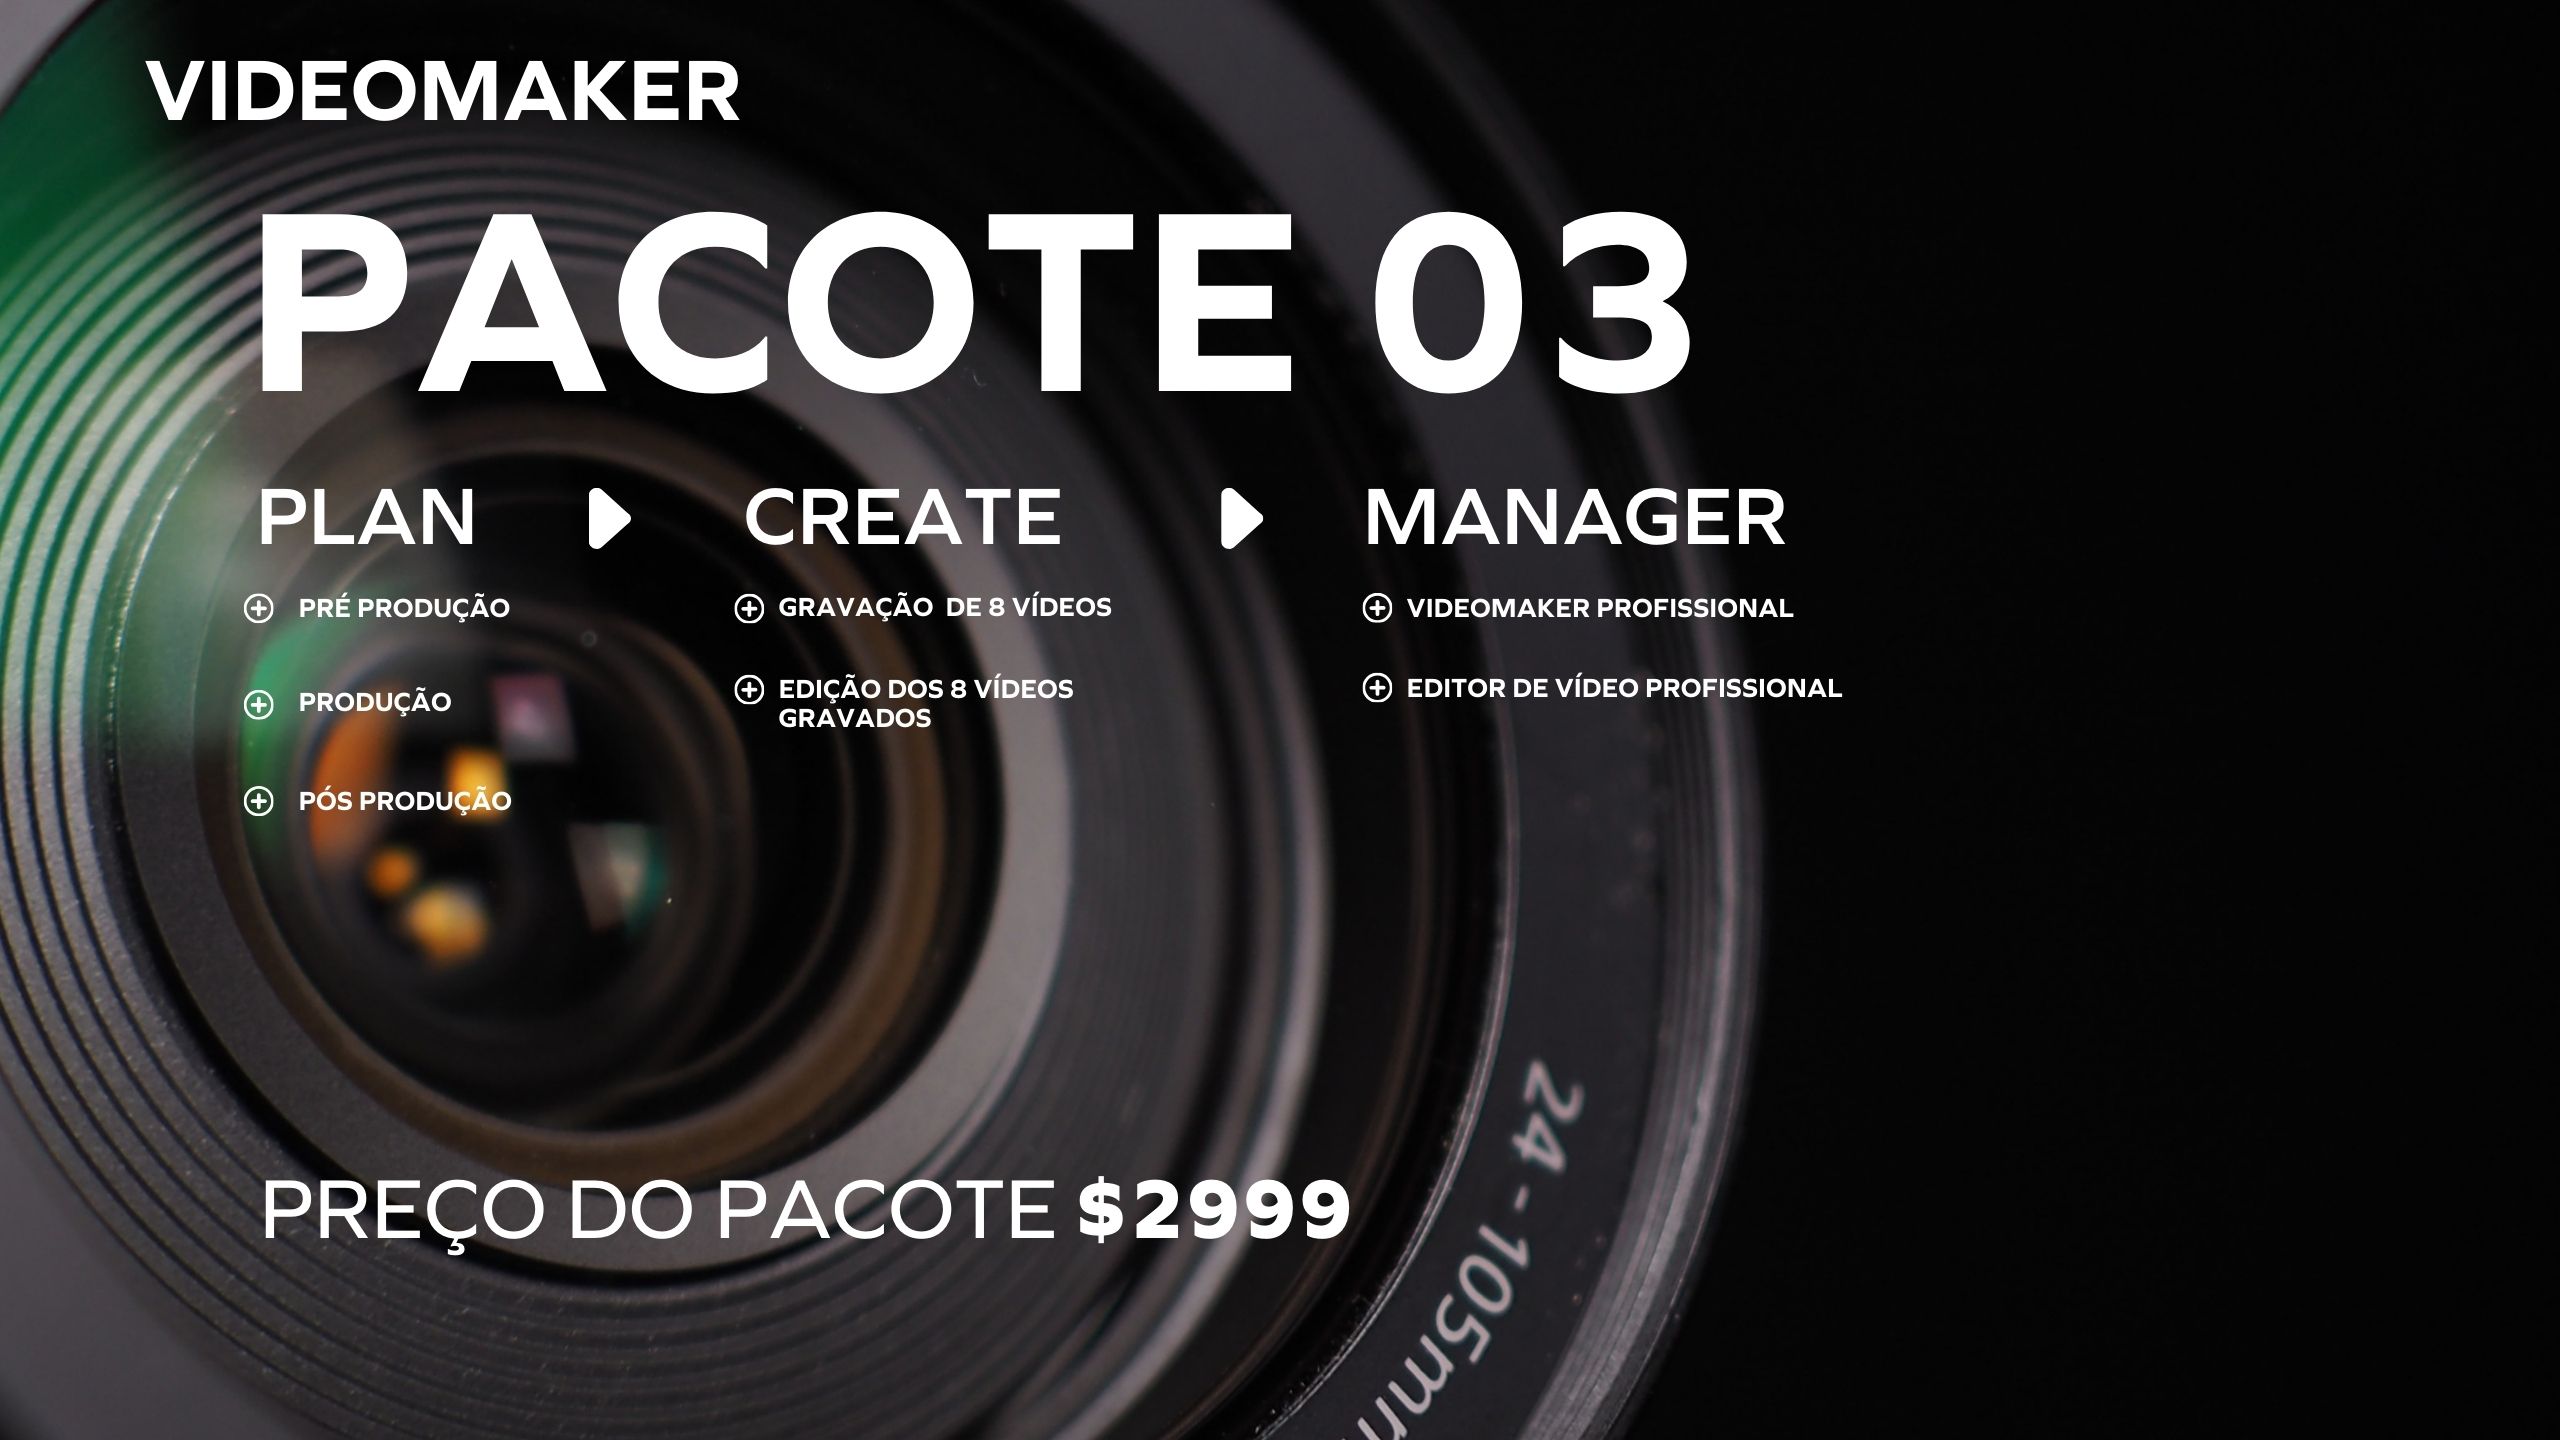 VIDEOMAKER
PACOTE 03
PLAN
PRÉ PRODUÇÃO
PRODUÇÃO
PÓS PRODUÇÃO
CREATE
GRAVAÇÃO DE 8 VÍDEOS
EDIÇÃO DOS 8 VÍDEOS
GRAVADOS
MANAGER
VIDEOMAKER PROFISSIONAL
EDITOR DE VÍDEO PROFISSIONAL
PREÇO DO PACOTE $2999
24-105mm